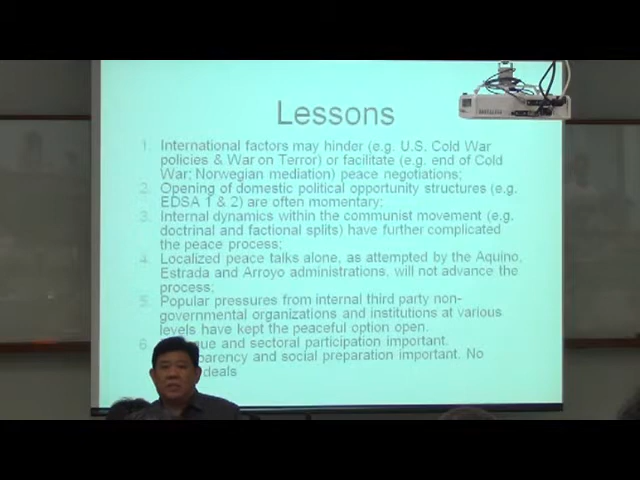 Lessons
1. International factors may hinder (e.g. U.S. Cold War
policies & War on Terror) or facilitate (e.g. end of Cold
War; Norwegian mediation) peace negotiations;
2. Opening of domestic political opportunity structures (e.g.
EDSA 1 & 2) are often momentary;
3. Internal dynamics within the communist movement (e.g.
doctrinal and factional splits) have further complicated
the peace process;
4. Localized peace talks alone, as attempted by the Aquino,
Estrada and Arroyo administrations, will not advance the
process;
5. Popular pressures from internal third party non-
governmental organizations and institutions at various
levels have kept the peaceful option open.
6. and sectoral participation important.
and social preparation important. No
deals